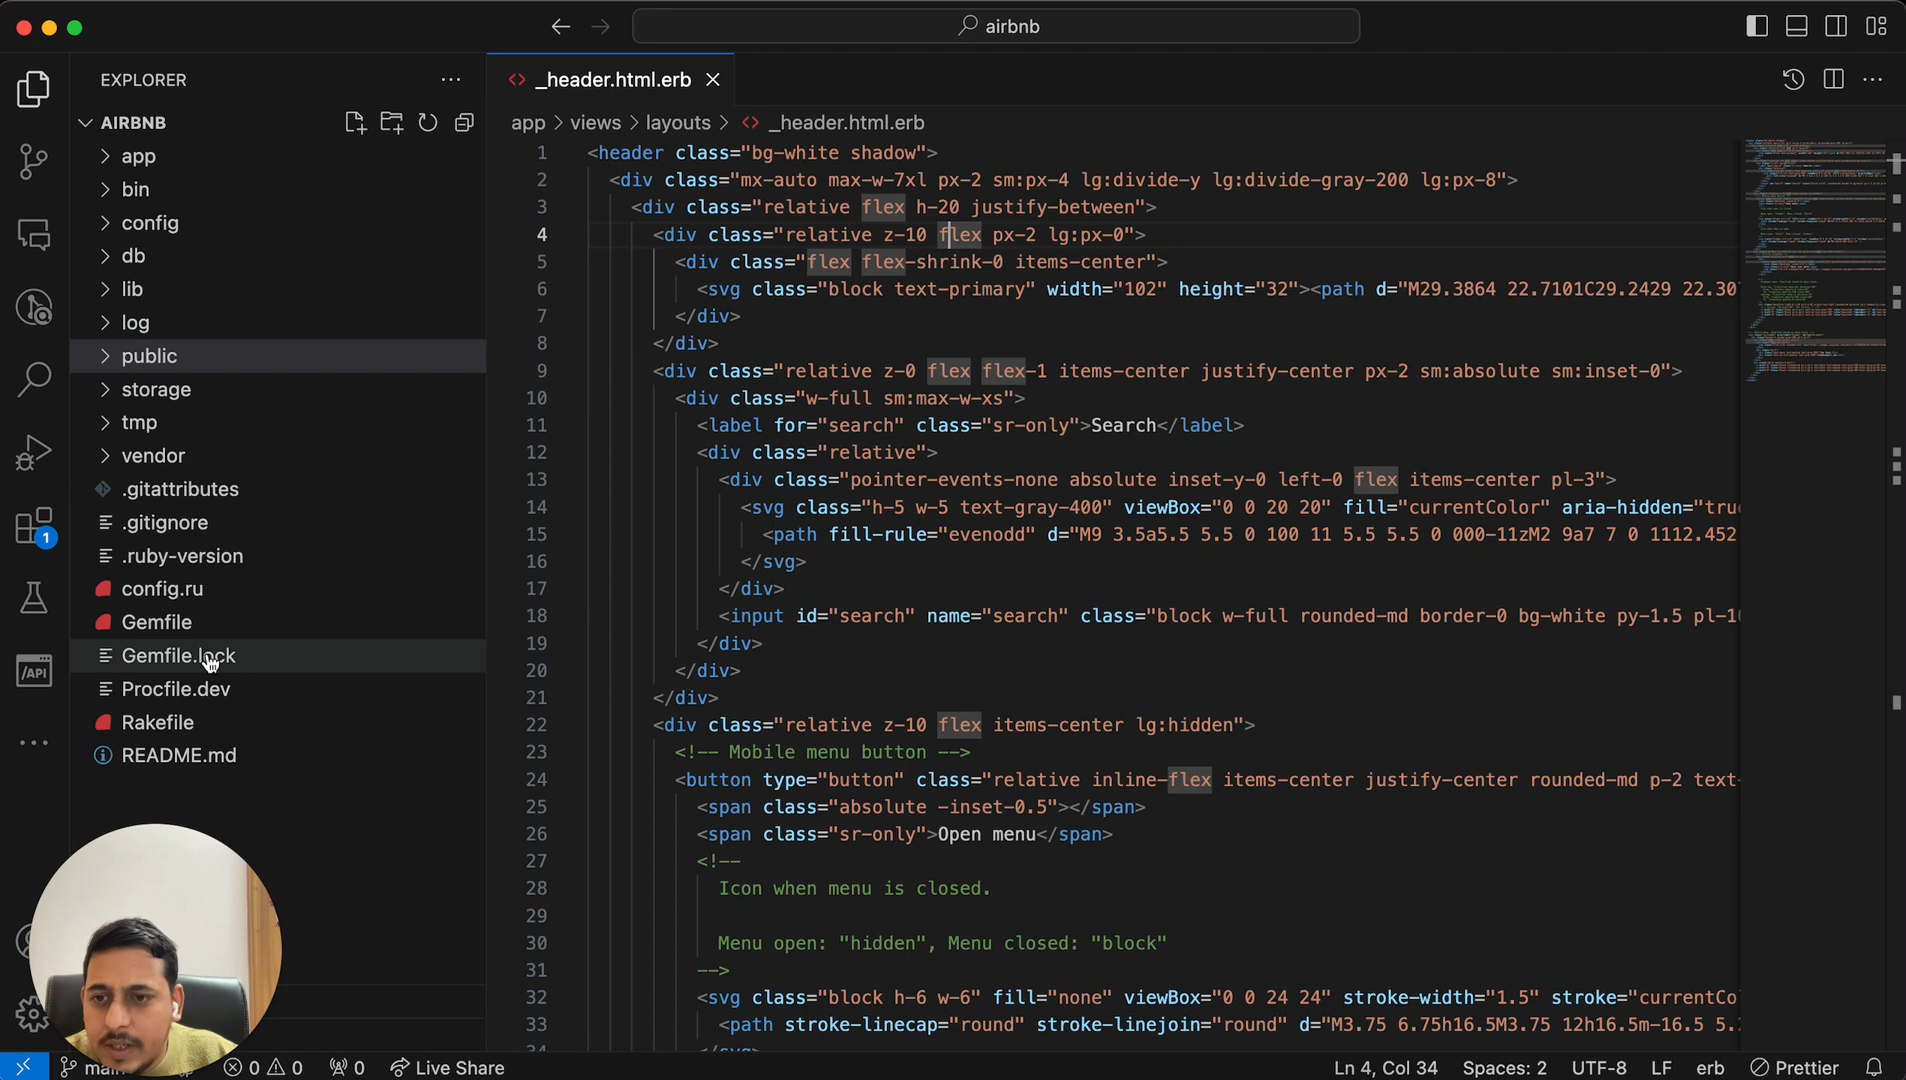 airbnb
EXPLORER
_header.html.erb
AIRBNB
app
bin
config
db
lib
log
public
storage
tmp
vendor
.gitattributes
.gitignore
.ruby-version
config.ru
Gemfile
Gemfile.lock
Procfile.dev
Rakefile
README.md
1
/API
app > views > layouts > <> _header.html.erb
1 <header class="bg-white shadow">
2 <div class="mx-auto max-w-7xl px-2 sm:px-4 lg:divide-y lg:divide-gray-200 lg:px-8">
3 <div class="relative flex h-20 justify-between">
4 <div class="relative z-10 flex px-2 lg:px-0">
5 <div class="flex flex-shrink-0 items-center">
6 <svg class="block text-primary" width="102" height="32"><path d="M29.3864 22.7101C29.2429 22.307
7 </div>
8 </div>
9 <div class="relative z-0 flex flex-1 items-center justify-center px-2 sm:absolute sm:inset-0">
10 <div class="w-full sm:max-w-xs">
11 <label for="search" class="sr-only">Search</label>
12 <div class="relative">
13 <div class="pointer-events-none absolute inset-y-0 left-0 flex items-center pl-3">
14 <svg class="h-5 w-5 text-gray-400" viewBox="0 0 20 20" fill="currentColor" aria-hidden="true
15 <path fill-rule="evenodd" d="M9 3.5a5.5 5.5 0 100 11 5.5 5.5 0 000-11zM2 9a7 7 0 1112.452
16 </svg>
17 </div>
18 <input id="search" name="search" class="block w-full rounded-md border-0 bg-white py-1.5 pl-10
19 </div>
20 </div>
21 </div>
22 <div class="relative z-10 flex items-center lg:hidden">
23 <!-- Mobile menu button -->
24 <button type="button" class="relative inline-flex items-center justify-center rounded-md p-2 text-
25 <span class="absolute -inset-0.5"></span>
26 <span class="sr-only">Open menu</span>
27 <!--
28 Icon when menu is closed.
29
30 Menu open: "hidden", Menu closed: "block"
31 -->
32 <svg class="block h-6 w-6" fill="none" viewBox="0 0 24 24" stroke-width="1.5" stroke="currentCo
33 <path stroke-linecap="round" stroke-linejoin="round" d="M3.75 6.75h16.5M3.75 12h16.5m-16.5 5.2
34 </svg>
0 0 0 Live Share Ln 4, Col 34 Spaces: 2 UTF-8 LF erb Prettier